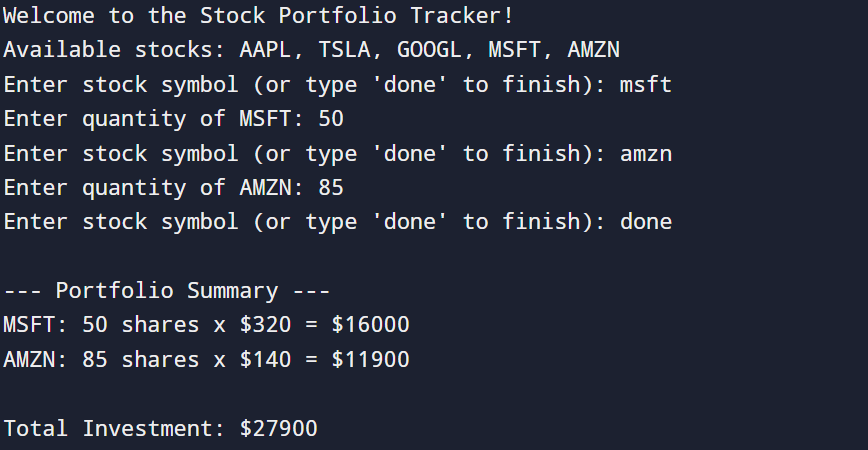 Welcome to the Stock Portfolio Tracker!
Available stocks: AAPL, TSLA, GOOGL, MSFT, AMZN
Enter stock symbol (or type 'done' to finish): msft
Enter quantity of MSFT: 50
Enter stock symbol (or type 'done' to finish): amzn
Enter quantity of AMZN: 85
Enter stock symbol (or type 'done' to finish): done
--- Portfolio Summary ---
MSFT: 50 shares x $320 = $16000
AMZN: 85 shares x $140 = $11900
Total Investment: $27900